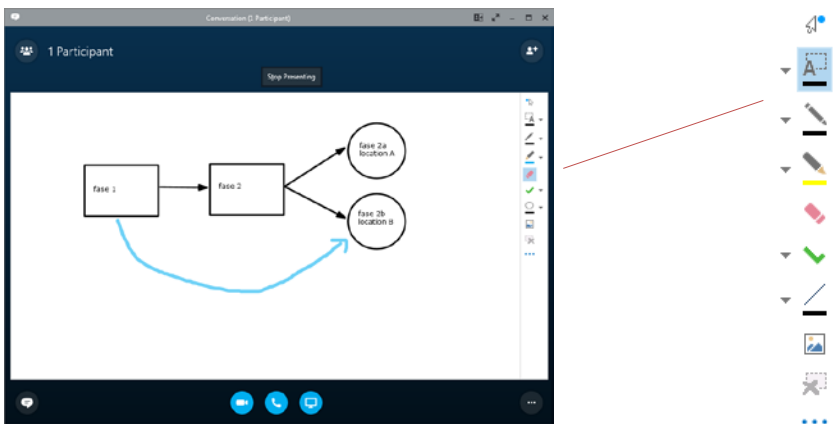 Conversation (1 Participant)
1 Participant
Stop Presenting
fase 1
fase 2
fase 2a
location A
fase 2b
location B